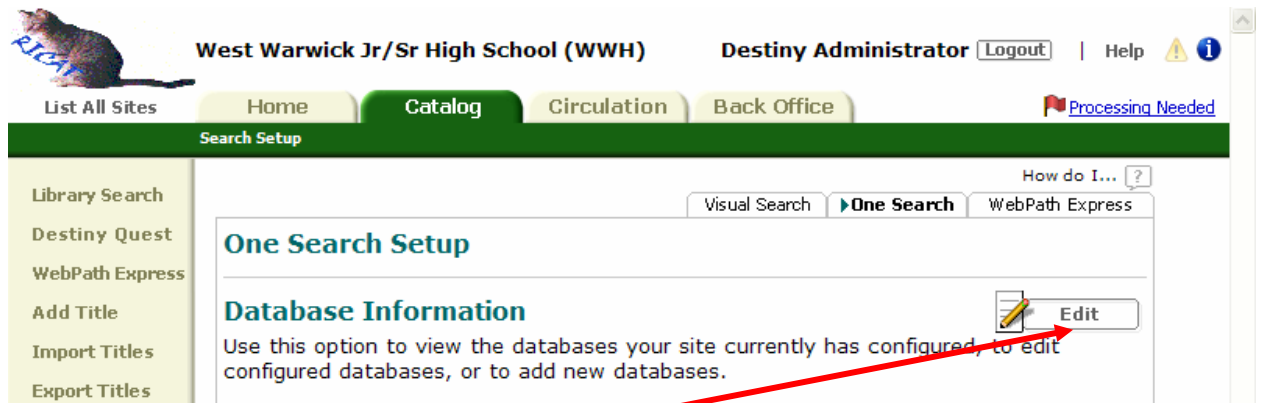 RICAT
West Warwick Jr/Sr High School (WWH) Destiny Administrator Logout | Help
List All Sites Home Catalog Circulation Back Office Processing Needed
Search Setup
How do I... ?
Visual Search One Search WebPath Express
Library Search
Destiny Quest
WebPath Express
Add Title
Import Titles
Export Titles
One Search Setup
Database Information Edit
Use this option to view the databases your site currently has configured, to edit
configured databases, or to add new databases.